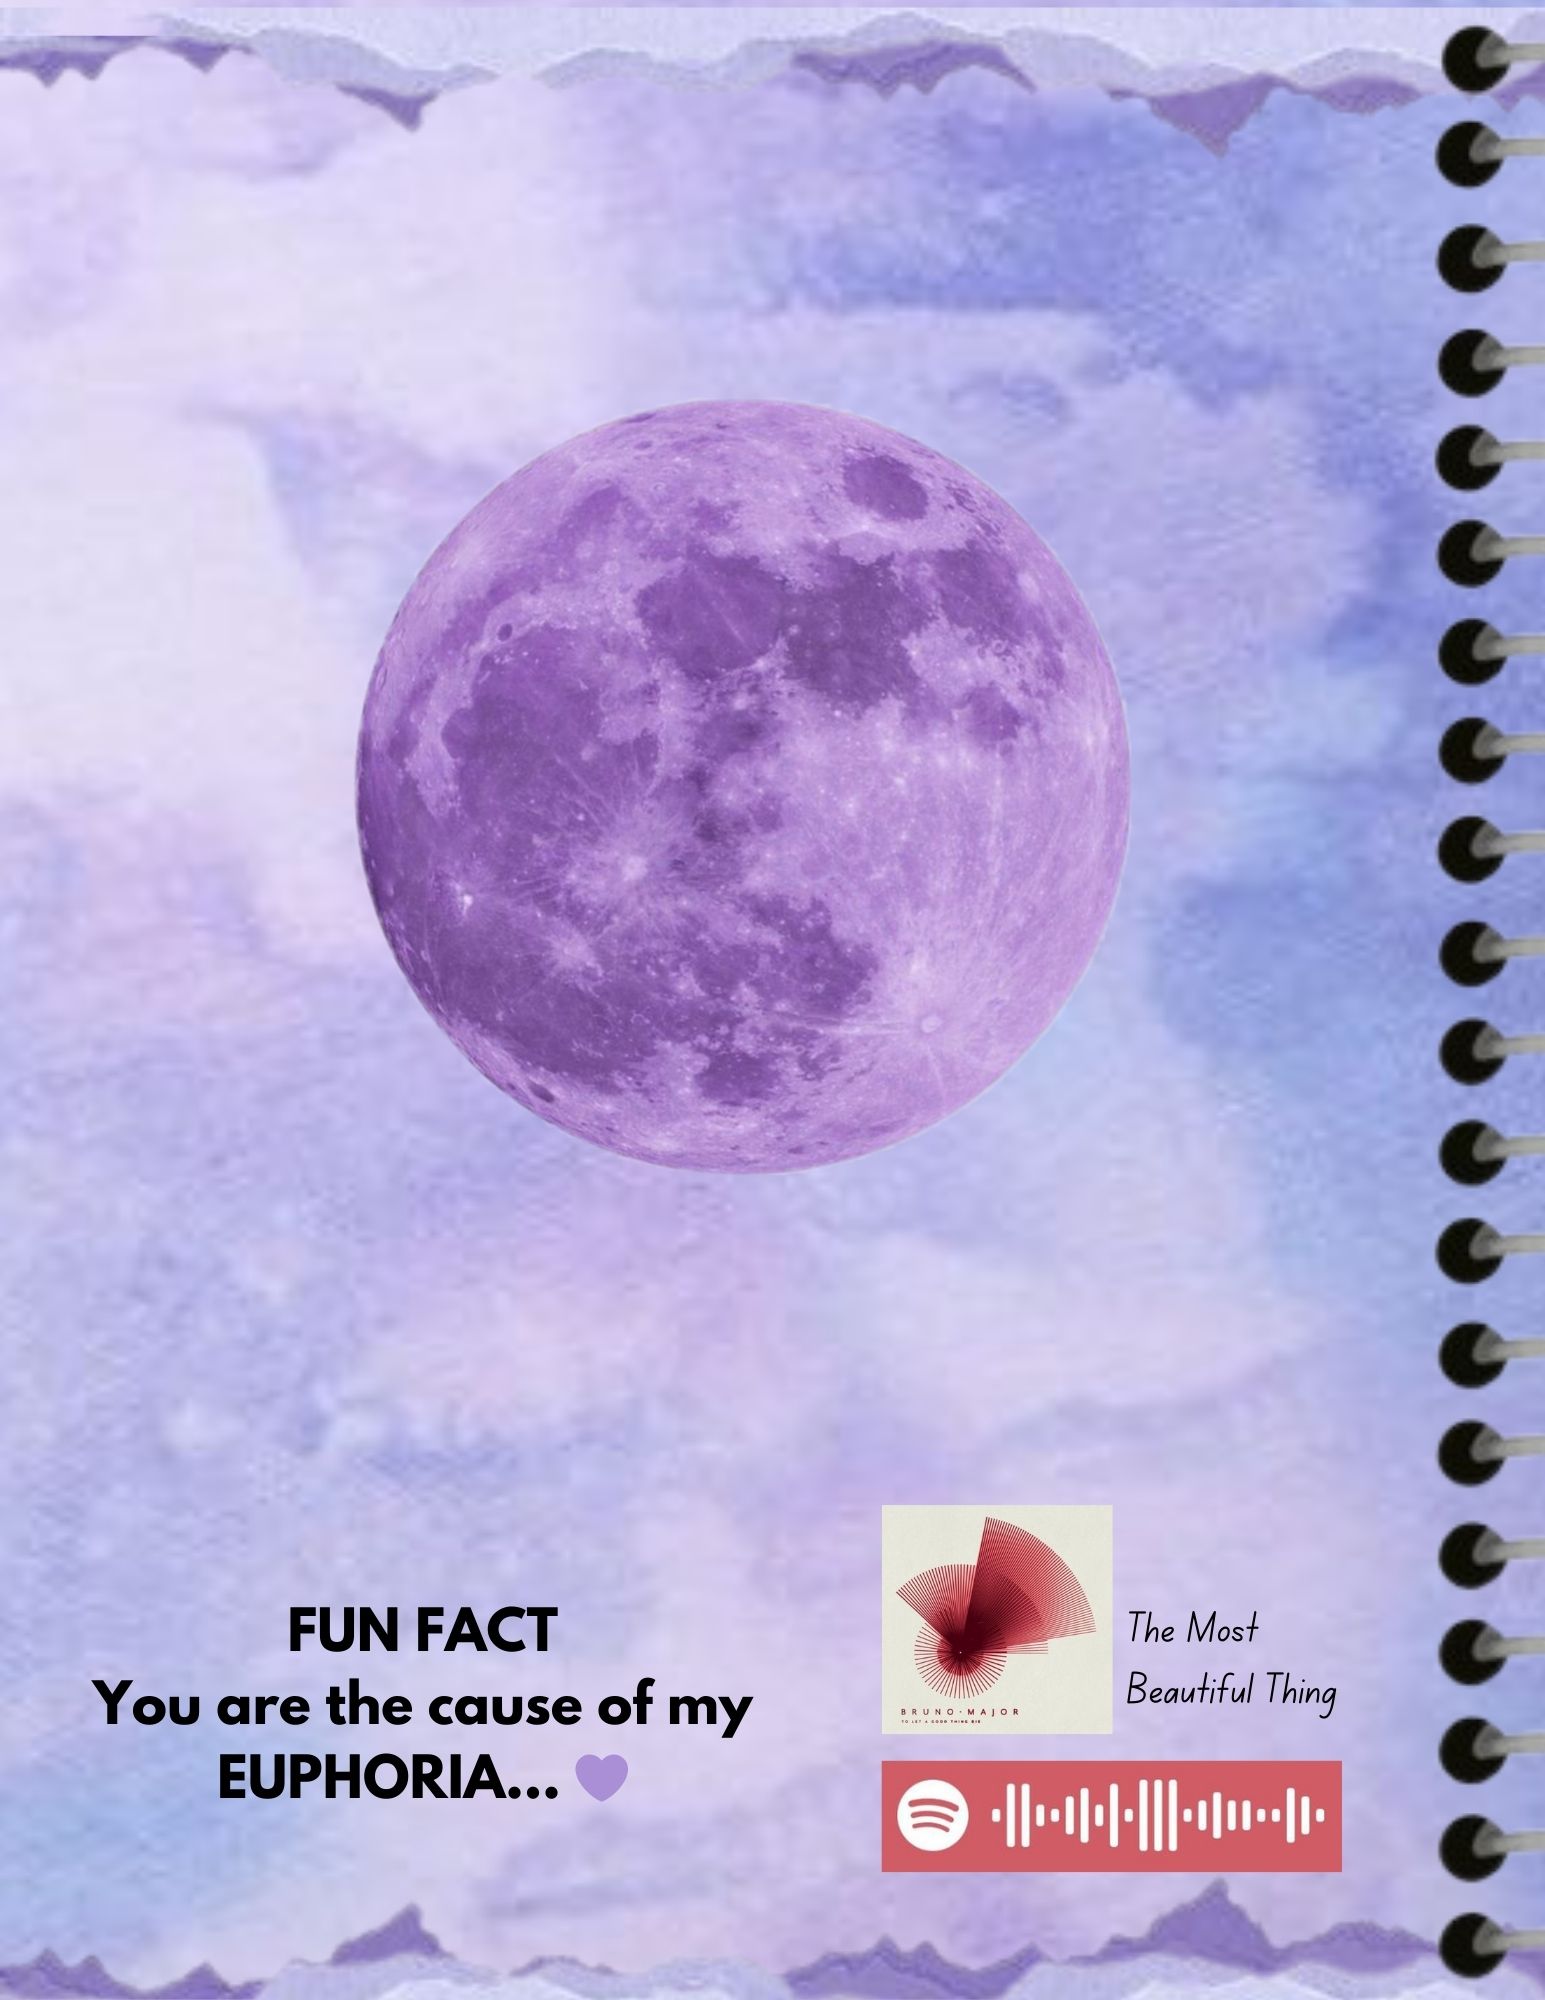 FUN FACT
You are the cause of my
EUPHORIA... 💜
The Most
Beautiful Thing
BRUNO·MAJOR
TO LET A GOOD THING DIE